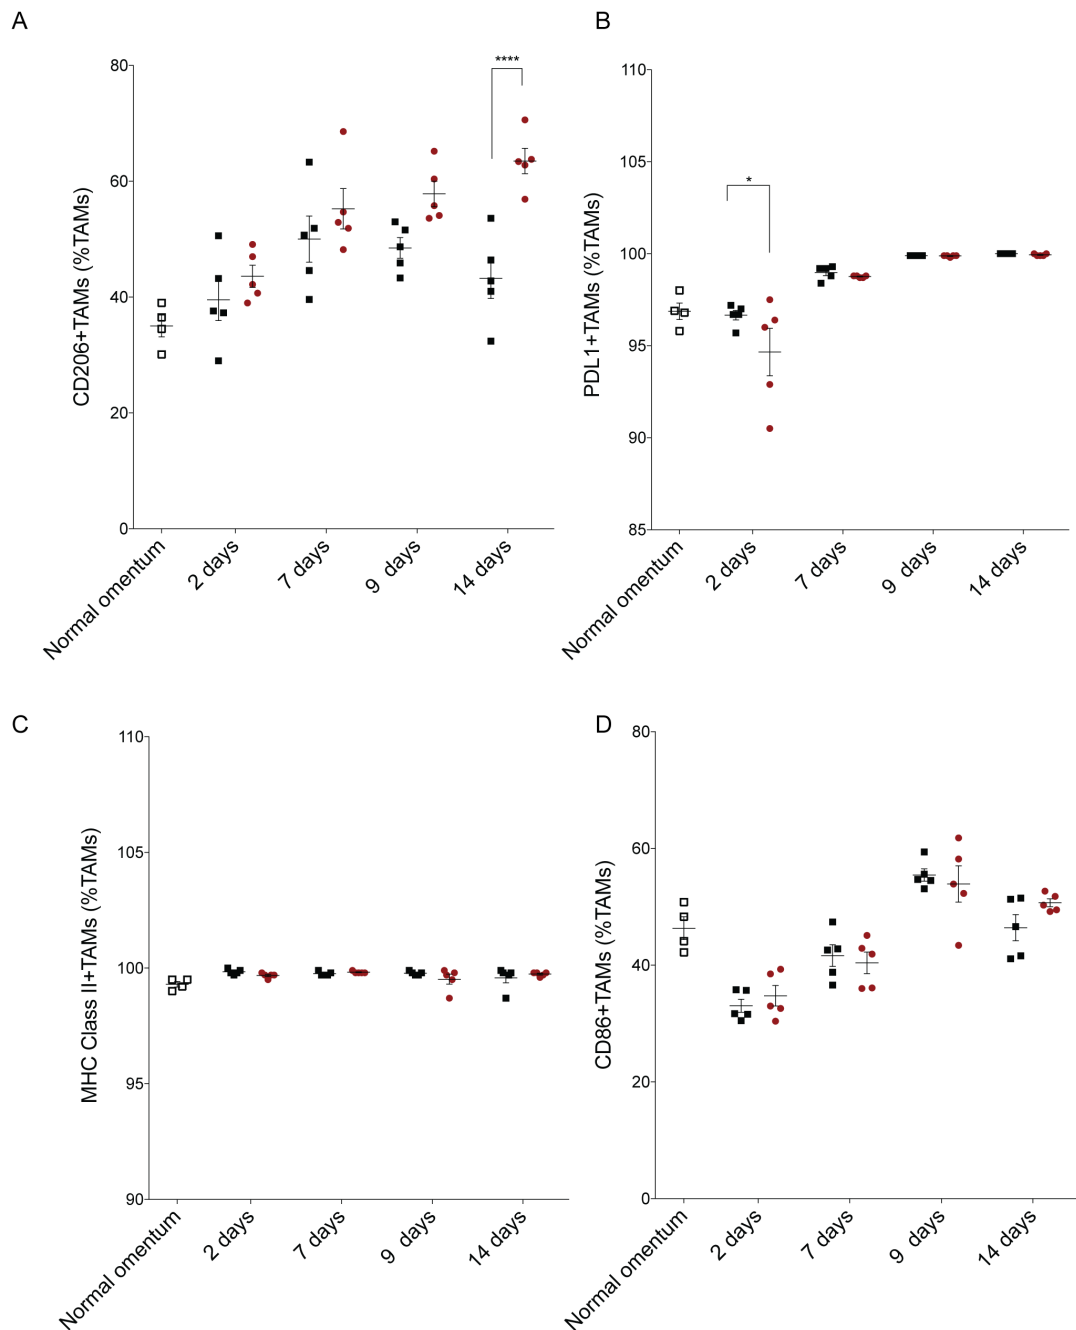 A
CD206+TAMs (%TAMs)
80
60
40
20
0
****
Normal omentum
2 days
7 days
9 days
14 days
B
PDL1+TAMs (%TAMs)
110
105
100
95
90
85
*
Normal omentum
2 days
7 days
9 days
14 days
C
MHC Class II+TAMs (%TAMs)
110
105
100
95
90
Normal omentum
2 days
7 days
9 days
14 days
D
CD86+TAMs (%TAMs)
80
60
40
20
0
Normal omentum
2 days
7 days
9 days
14 days